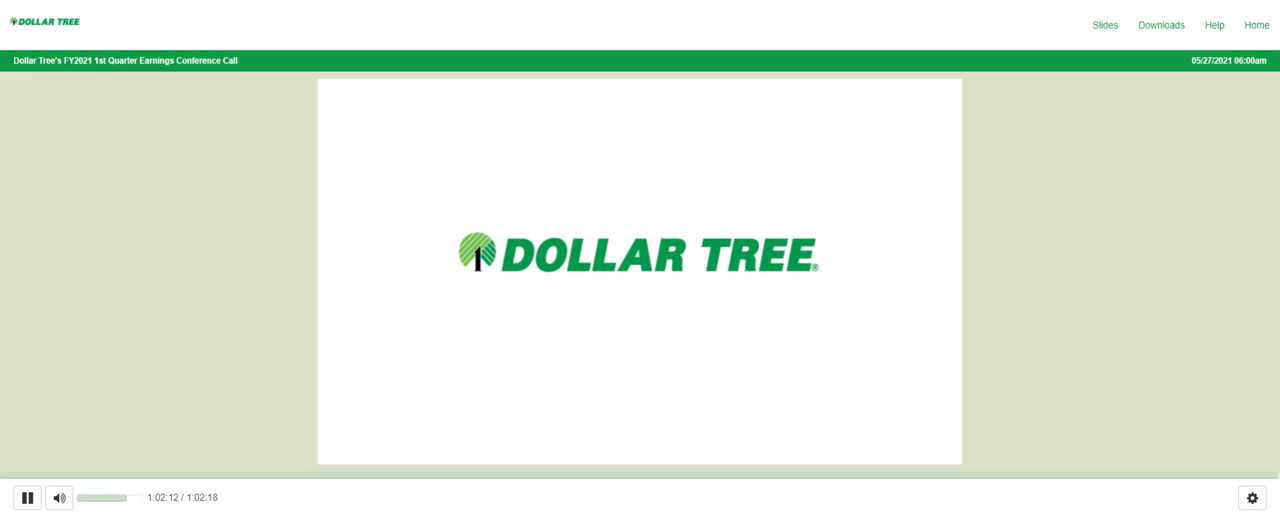 DOLLAR TREE
Slides Downloads Help Home
Dollar Tree's FY2021 1st Quarter Earnings Conference Call 05/27/2021 06:00am
1 DOLLAR TREE®
1:02:12 / 1:02:18